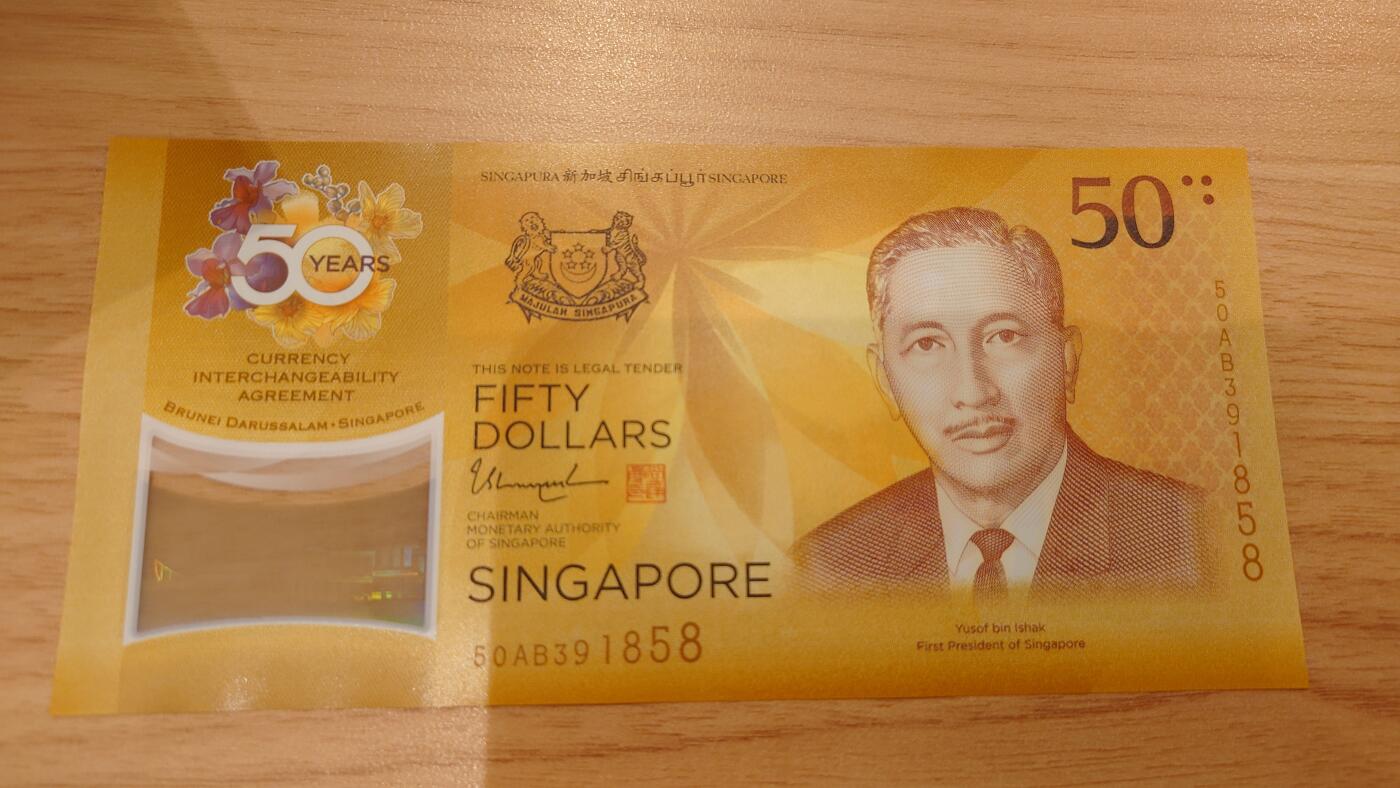 SINGAPURA 新加坡 சிங்கப்பூர் SINGAPORE
50
50 YEARS
CURRENCY
INTERCHANGEABILITY
AGREEMENT
BRUNEI DARUSSALAM • SINGAPORE
MAJULAH SINGAPURA
THIS NOTE IS LEGAL TENDER
FIFTY
DOLLARS
CHAIRMAN
MONETARY AUTHORITY
OF SINGAPORE
SINGAPORE
50AB391858
50AB391858
Yusof bin Ishak
First President of Singapore